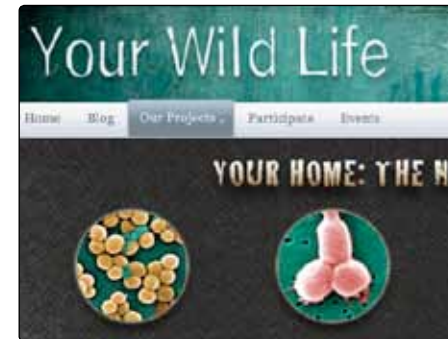 Your Wild Life
Home Blog Our Projects Participate Events
YOUR HOME: THE H